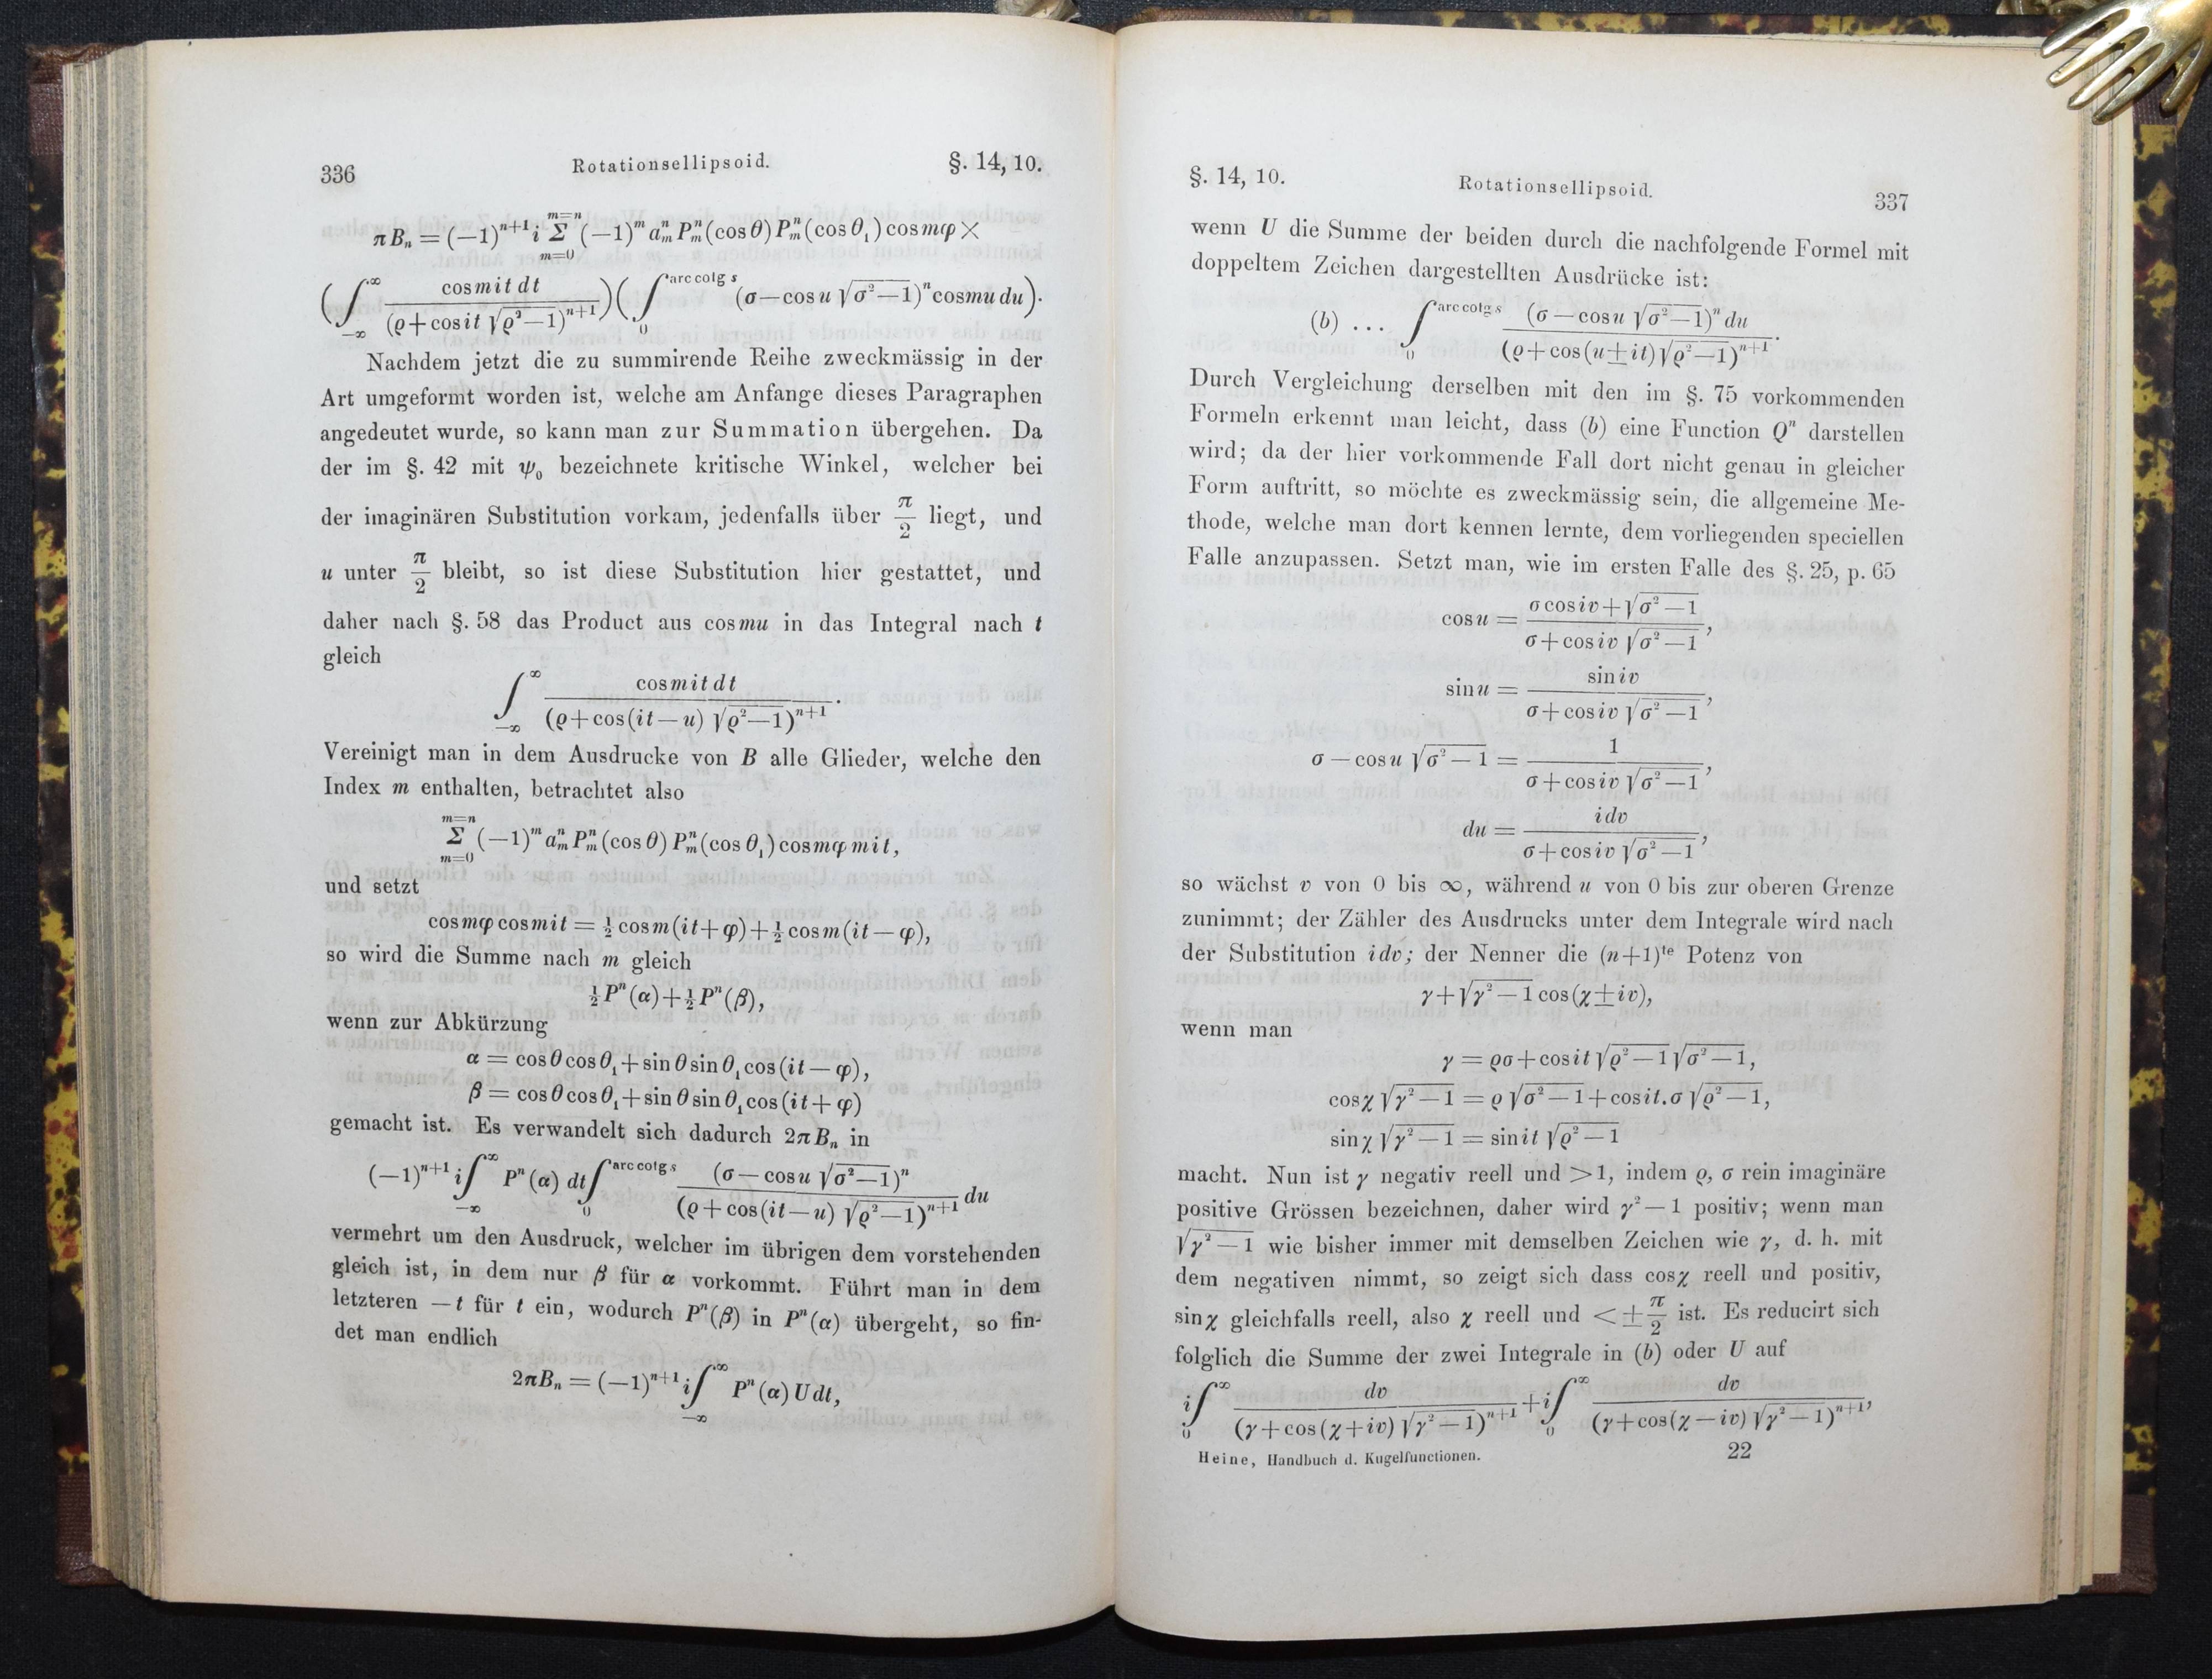 336 Rotationsellipsoid. §. 14, 10.
πBₙ = (−1)ⁿ⁺¹ i Σ_{m=0}^{m=n} (−1)ᵐ aₘⁿ Pₘⁿ(cos θ) Pₘⁿ(cos θ₁) cos mφ ×
(∫_{−∞}^{∞} cos mit dt / (ϱ+cos it √(ϱ²−1))ⁿ⁺¹)(∫_0^{arc cotg s} (σ−cos u √(σ²−1))ⁿ cos mu du).
Nachdem jetzt die zu summirende Reihe zweckmässig in der
Art umgeformt worden ist, welche am Anfange dieses Paragraphen
angedeutet wurde, so kann man zur Summation übergehen. Da
der im §. 42 mit ψ₀ bezeichnete kritische Winkel, welcher bei
der imaginären Substitution vorkam, jedenfalls über π/2 liegt, und
u unter π/2 bleibt, so ist diese Substitution hier gestattet, und
daher nach §. 58 das Product aus cos mu in das Integral nach t
gleich
∫_{−∞}^{∞} cos mit dt / (ϱ+cos(it−u) √(ϱ²−1))ⁿ⁺¹.
Vereinigt man in dem Ausdrucke von B alle Glieder, welche den
Index m enthalten, betrachtet also
Σ_{m=0}^{m=n} (−1)ᵐ aₘⁿ Pₘⁿ(cos θ) Pₘⁿ(cos θ₁) cos mφ mit,
und setzt
cos mφ cos mit = ½ cos m(it+φ) + ½ cos m(it−φ),
so wird die Summe nach m gleich
½Pⁿ(α) + ½Pⁿ(β),
wenn zur Abkürzung
α = cos θ cos θ₁ + sin θ sin θ₁ cos(it−φ),
β = cos θ cos θ₁ + sin θ sin θ₁ cos(it+φ)
gemacht ist. Es verwandelt sich dadurch 2πBₙ in
(−1)ⁿ⁺¹ i ∫_{−∞}^{∞} Pⁿ(α) dt ∫_0^{arc cotg s} (σ−cos u √(σ²−1))ⁿ / (ϱ+cos(it−u) √(ϱ²−1))ⁿ⁺¹ du
vermehrt um den Ausdruck, welcher im übrigen dem vorstehenden
gleich ist, in dem nur β für α vorkommt. Führt man in dem
letzteren −t für t ein, wodurch Pⁿ(β) in Pⁿ(α) übergeht, so fin-
det man endlich
2πBₙ = (−1)ⁿ⁺¹ i ∫_{−∞}^{∞} Pⁿ(α) U dt,
§. 14, 10. Rotationsellipsoid. 337
wenn U die Summe der beiden durch die nachfolgende Formel mit
doppeltem Zeichen dargestellten Ausdrücke ist:
(b) ... ∫_0^{arc cotg s} (σ−cos u √(σ²−1))ⁿ du / (ϱ+cos(u±it) √(ϱ²−1))ⁿ⁺¹.
Durch Vergleichung derselben mit den im §. 75 vorkommenden
Formeln erkennt man leicht, dass (b) eine Function Qⁿ darstellen
wird; da der hier vorkommende Fall dort nicht genau in gleicher
Form auftritt, so möchte es zweckmässig sein, die allgemeine Me-
thode, welche man dort kennen lernte, dem vorliegenden speciellen
Falle anzupassen. Setzt man, wie im ersten Falle des §. 25, p. 65
cos u = (σ cos iv + √(σ²−1)) / (σ + cos iv √(σ²−1)),
sin u = sin iv / (σ + cos iv √(σ²−1)),
σ − cos u √(σ²−1) = 1 / (σ + cos iv √(σ²−1)),
du = i dv / (σ + cos iv √(σ²−1)),
so wächst v von 0 bis ∞, während u von 0 bis zur oberen Grenze
zunimmt; der Zähler des Ausdrucks unter dem Integrale wird nach
der Substitution idv; der Nenner die (n+1)te Potenz von
γ + √(γ²−1) cos(χ±iv),
wenn man
γ = ϱσ + cos it √(ϱ²−1) √(σ²−1),
cos χ √(γ²−1) = ϱ √(σ²−1) + cos it.σ √(ϱ²−1),
sin χ √(γ²−1) = sin it √(ϱ²−1)
macht. Nun ist γ negativ reell und >1, indem ϱ, σ rein imaginäre
positive Grössen bezeichnen, daher wird γ²−1 positiv; wenn man
√(γ²−1) wie bisher immer mit demselben Zeichen wie γ, d. h. mit
dem negativen nimmt, so zeigt sich dass cos χ reell und positiv,
sin χ gleichfalls reell, also χ reell und < ± π/2 ist. Es reducirt sich
folglich die Summe der zwei Integrale in (b) oder U auf
i∫_0^{∞} dv / (γ+cos(χ+iv) √(γ²−1))ⁿ⁺¹ + i∫_0^{∞} dv / (γ+cos(χ−iv) √(γ²−1))ⁿ⁺¹,
Heine, Handbuch d. Kugelfunctionen. 22